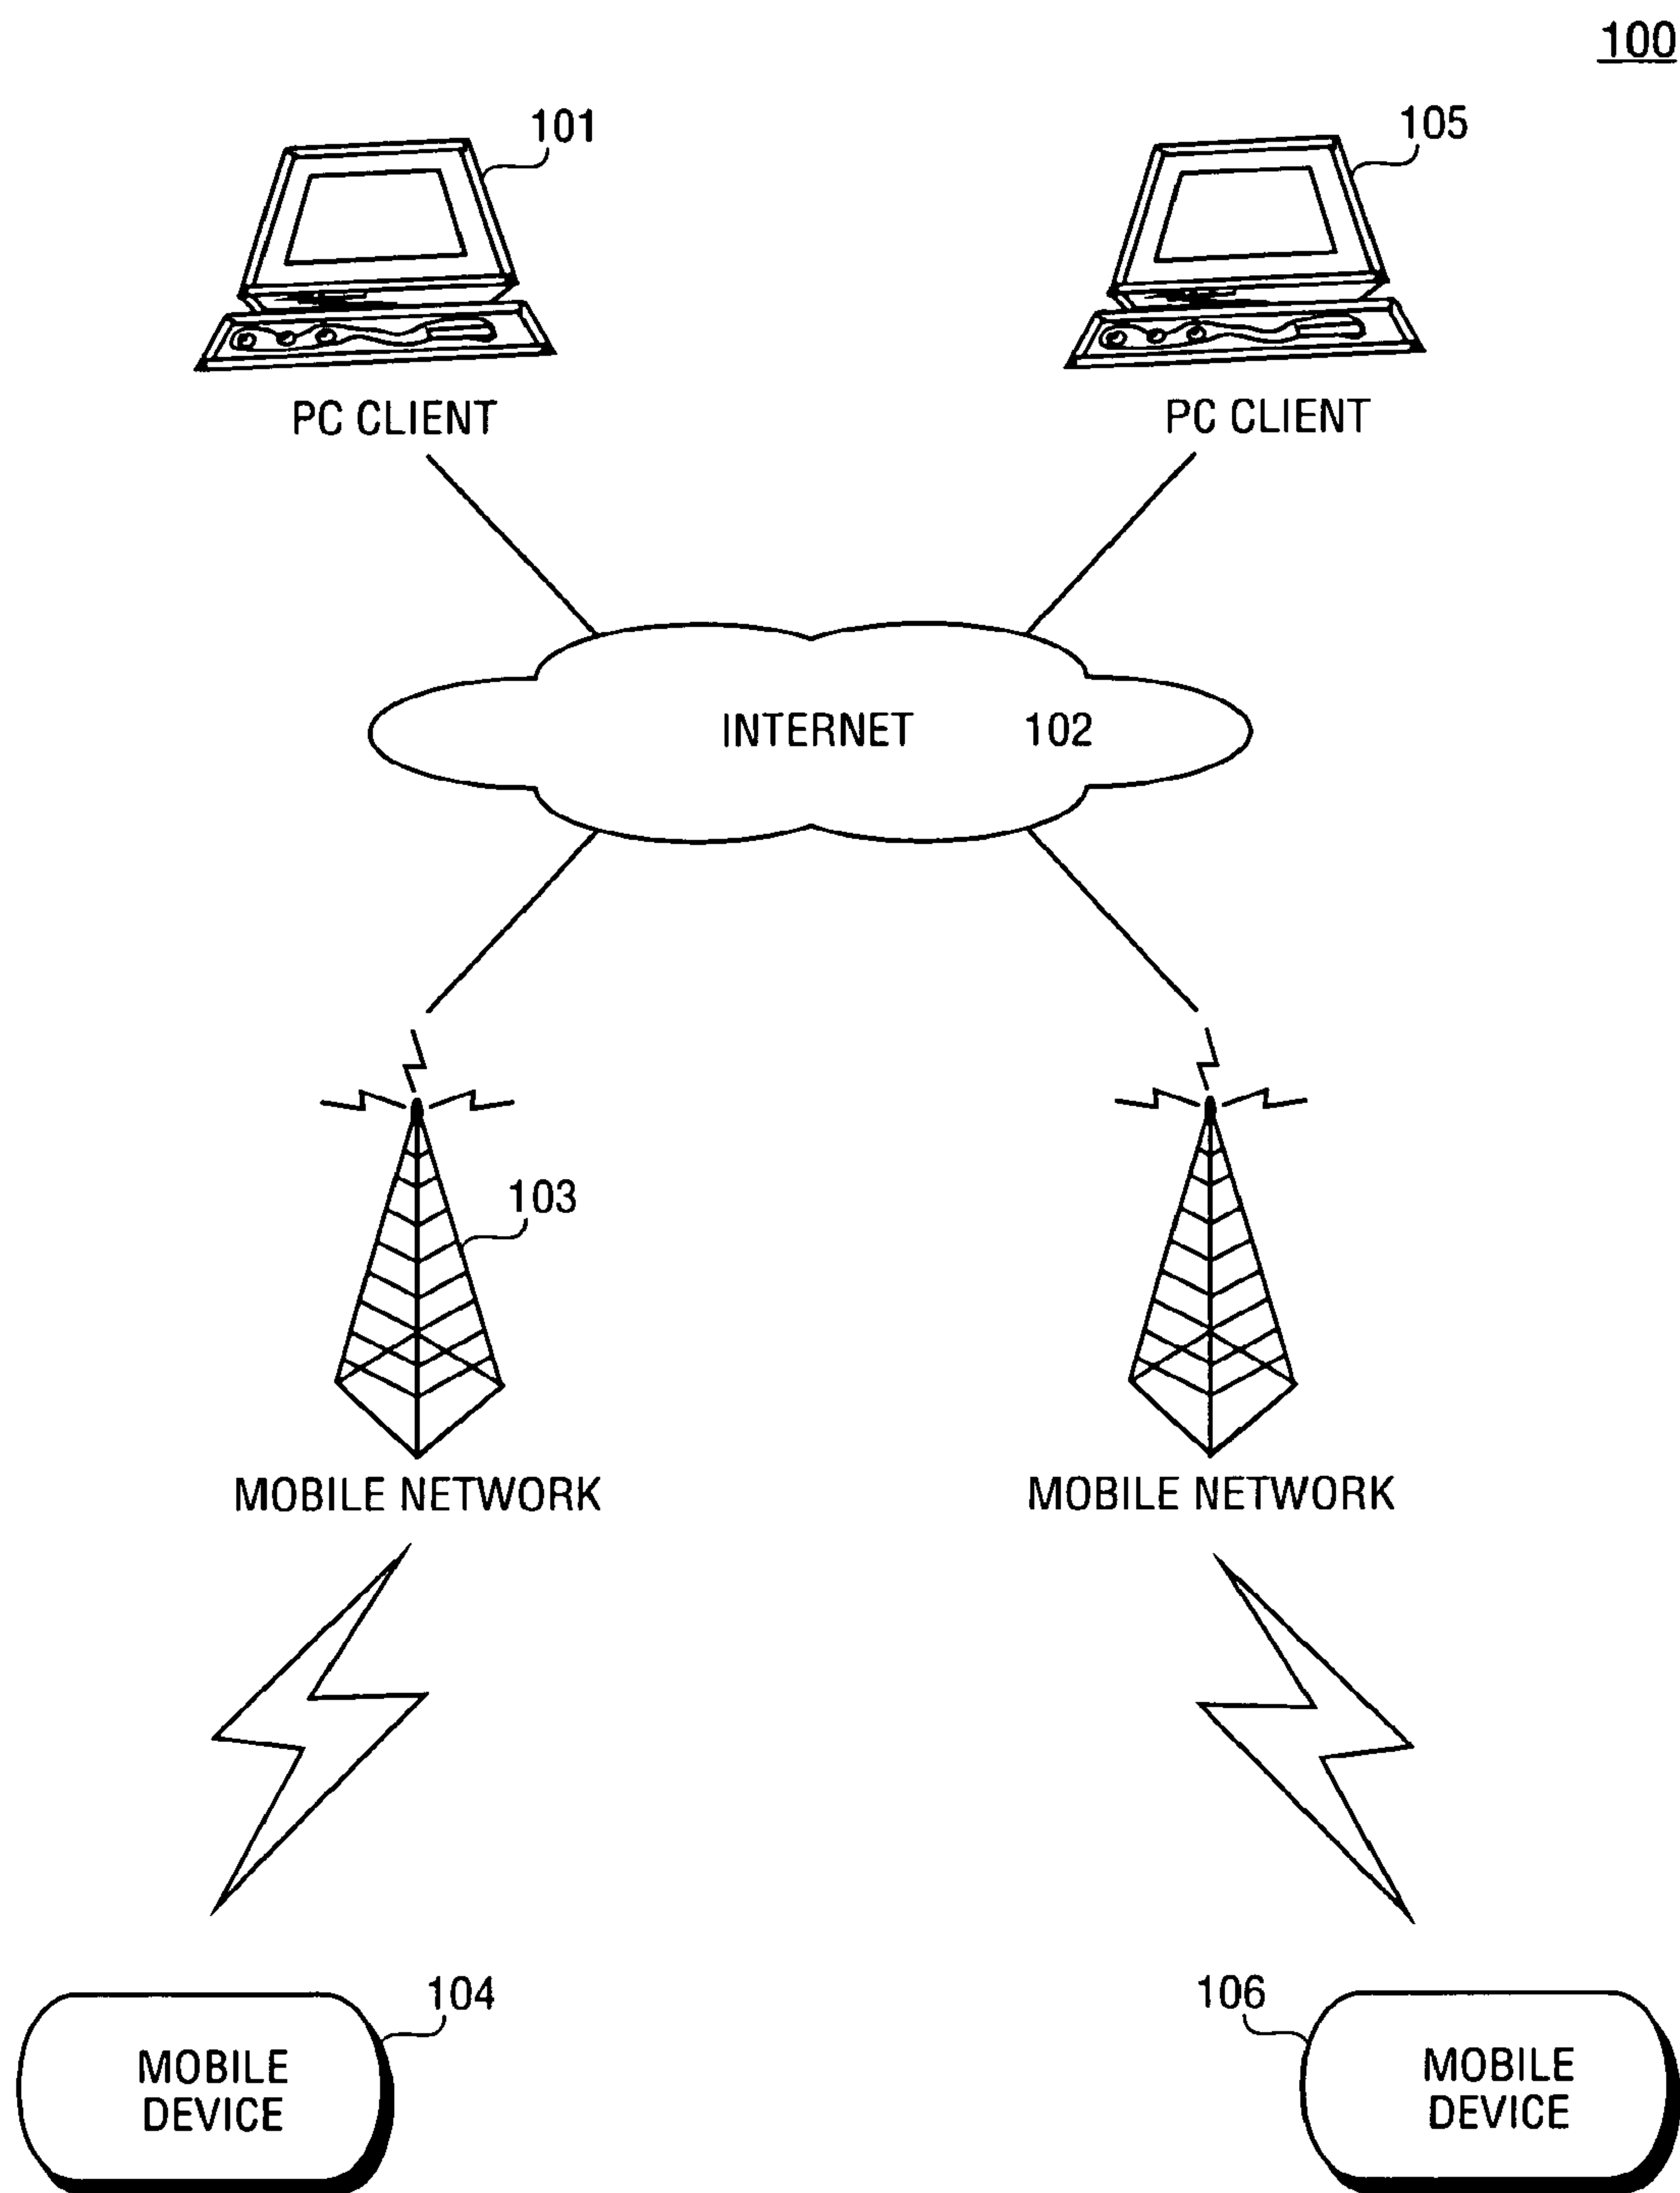 100
101
105
PC CLIENT
PC CLIENT
INTERNET 102
103
MOBILE NETWORK
MOBILE NETWORK
104
106
MOBILE
DEVICE
MOBILE
DEVICE